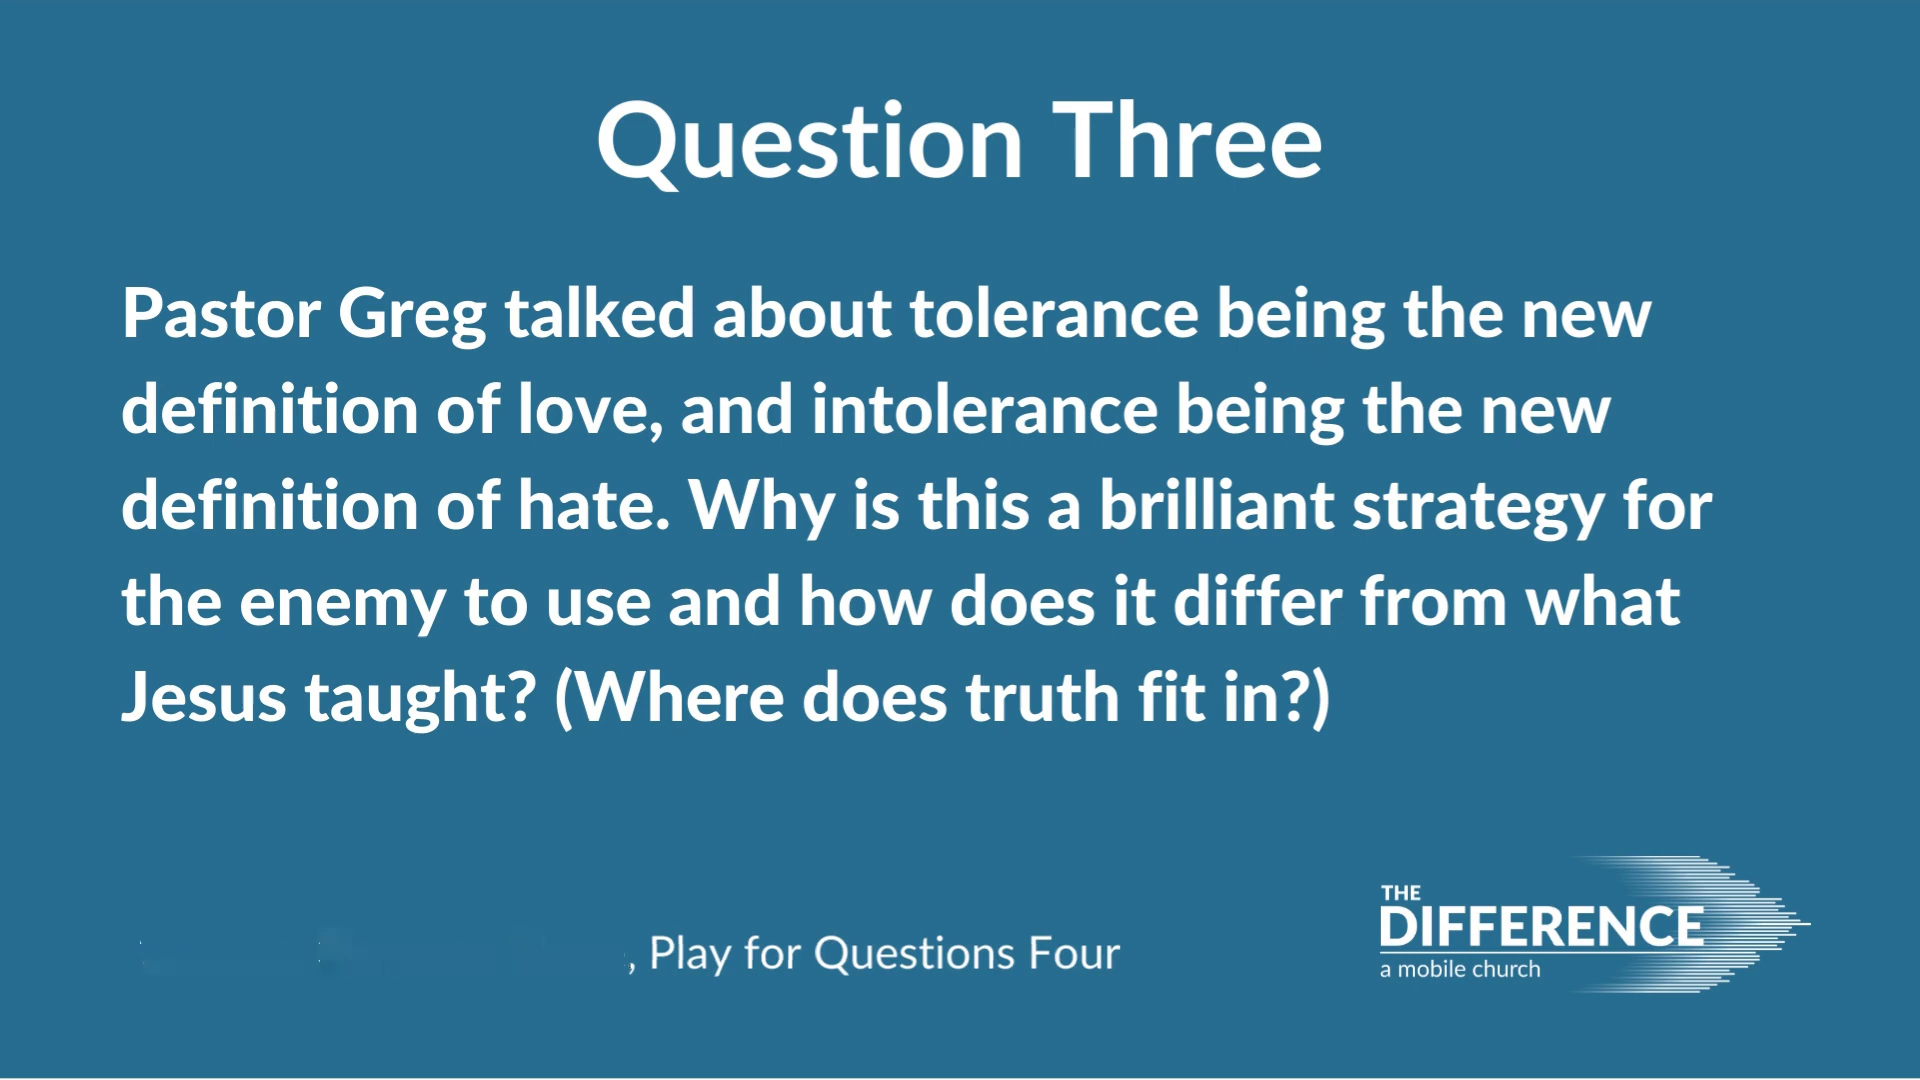 Question Three
Pastor Greg talked about tolerance being the new
definition of love, and intolerance being the new
definition of hate. Why is this a brilliant strategy for
the enemy to use and how does it differ from what
Jesus taught? (Where does truth fit in?)
, Play for Questions Four
THE
DIFFERENCE
a mobile church